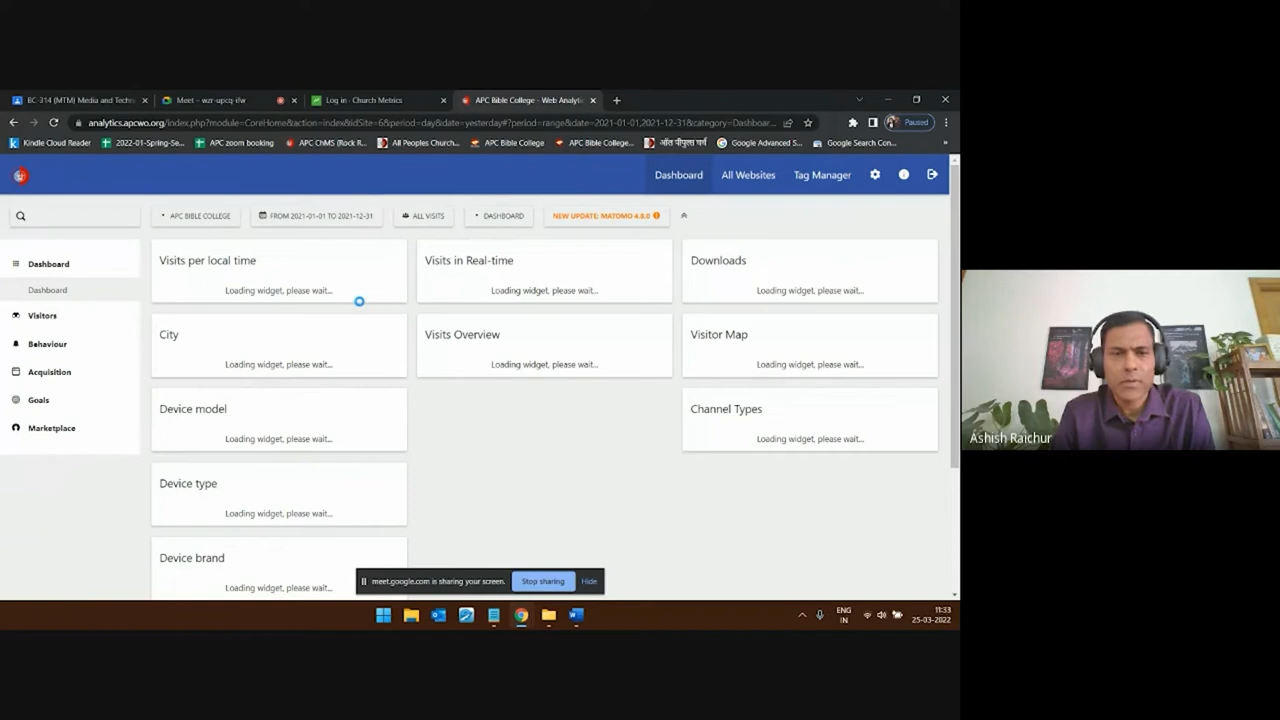 BC-314 (MTM) Media and Techn
Meet – wzr-upcq-ifw
Log in - Church Metrics
APC Bible College - Web Analytic
analytics.apcwo.org/index.php?module=CoreHome&action=index&idSite=6&period=day&date=yesterday#?period=range&date=2021-01-01,2021-12-31&category=Dashboar...
Paused
Kindle Cloud Reader
2022-01-Spring-Se...
APC zoom booking
APC ChMS (Rock R...
All Peoples Church...
APC Bible College
APC Bible College...
ऑल पीपुल्स चर्च
Google Advanced S...
Google Search Con...
Dashboard
All Websites
Tag Manager
APC BIBLE COLLEGE
FROM 2021-01-01 TO 2021-12-31
ALL VISITS
DASHBOARD
NEW UPDATE: MATOMO 4.8.0
Dashboard
Dashboard
Visitors
Behaviour
Acquisition
Goals
Marketplace
Visits per local time
Loading widget, please wait...
City
Loading widget, please wait...
Device model
Loading widget, please wait...
Device type
Loading widget, please wait...
Device brand
Loading widget, please wait...
Visits in Real-time
Loading widget, please wait...
Visits Overview
Loading widget, please wait...
Downloads
Loading widget, please wait...
Visitor Map
Loading widget, please wait...
Channel Types
Loading widget, please wait...
meet.google.com is sharing your screen.
Stop sharing
Hide
ENG
IN
11:33
25-03-2022
Ashish Raichur